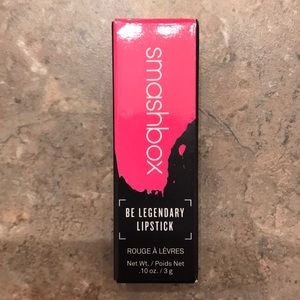 smashbox
BE LEGENDARY
LIPSTICK
ROUGE À LÈVRES
Net Wt. / Poids Net
.10 oz. / 3 g